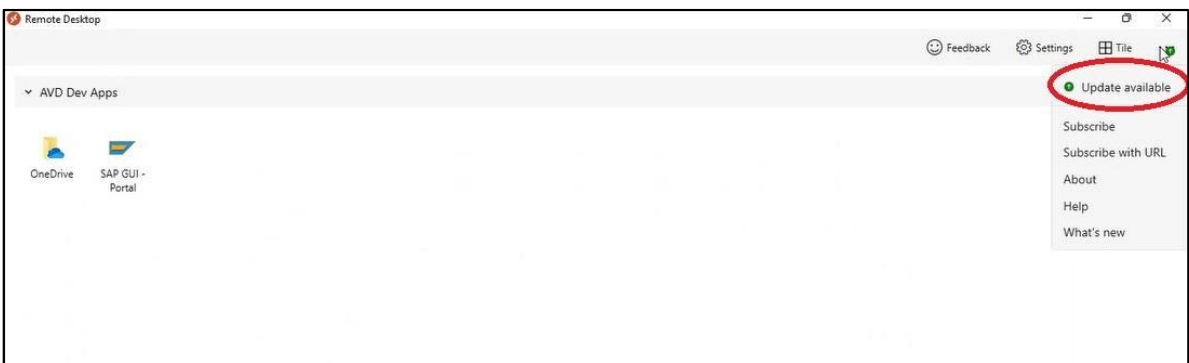 Remote Desktop
Feedback
Settings
Tile
Update available
AVD Dev Apps
Subscribe
Subscribe with URL
About
Help
What's new
OneDrive
SAP GUI -
Portal